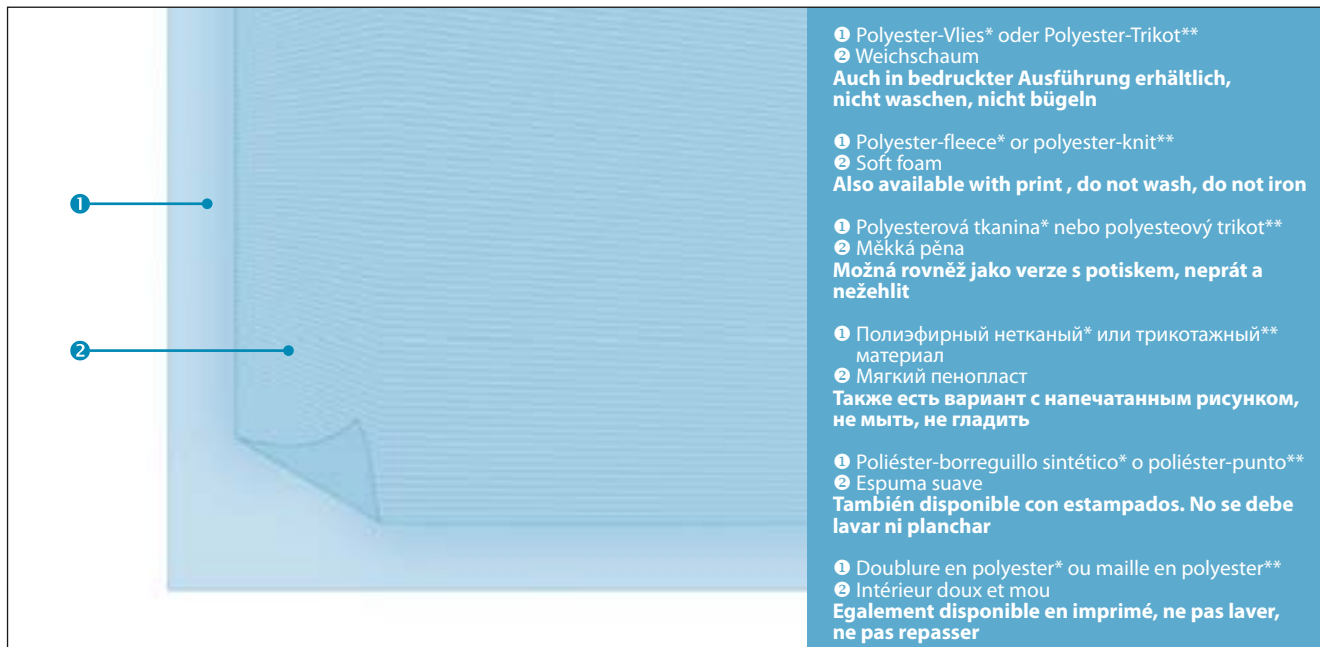 ❶
❷
❶ Polyester-Vlies* oder Polyester-Trikot**
❷ Weichschaum
Auch in bedruckter Ausführung erhältlich,
nicht waschen, nicht bügeln
❶ Polyester-fleece* or polyester-knit**
❷ Soft foam
Also available with print , do not wash, do not iron
❶ Polyesterová tkanina* nebo polyesteový trikot**
❷ Měkká pěna
Možná rovněž jako verze s potiskem, neprát a
nežehlit
❶ Полиэфирный нетканый* или трикотажный**
материал
❷ Мягкий пенопласт
Также есть вариант с напечатанным рисунком,
не мыть, не гладить
❶ Poliéster-borreguillo sintético* o poliéster-punto**
❷ Espuma suave
También disponible con estampados. No se debe
lavar ni planchar
❶ Doublure en polyester* ou maille en polyester**
❷ Intérieur doux et mou
Egalement disponible en imprimé, ne pas laver,
ne pas repasser